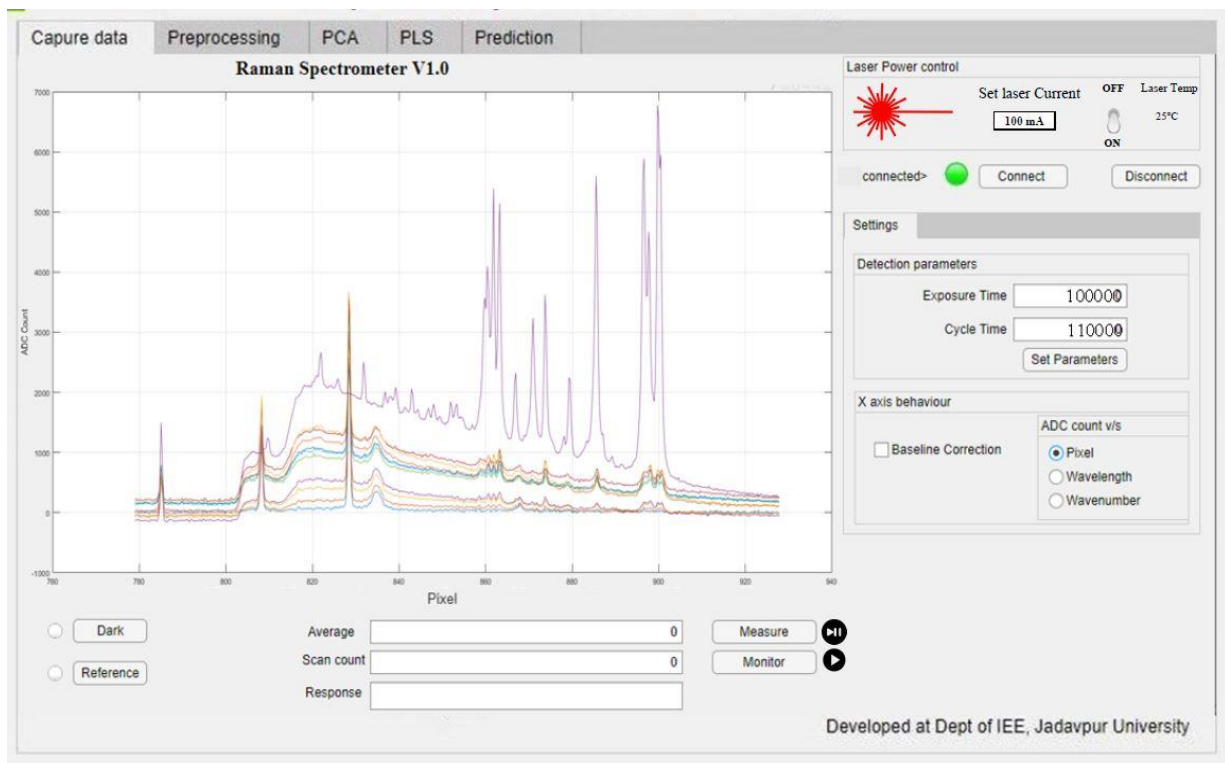 Capure data Preprocessing PCA PLS Prediction
Raman Spectrometer V1.0
7000
6000
5000
4000
3000
2000
1000
0
-1000
ADC Count
760 780 800 820 840 860 880 900 920 940
Pixel
Laser Power control
Set laser Current OFF Laser Temp
100 mA 25°C
ON
connected> Connect Disconnect
Settings
Detection parameters
Exposure Time 100000
Cycle Time 110000
Set Parameters
X axis behaviour
ADC count v/s
Baseline Correction Pixel
Wavelength
Wavenumber
Dark Average 0 Measure
Scan count 0 Monitor
Reference
Response
Developed at Dept of IEE, Jadavpur University